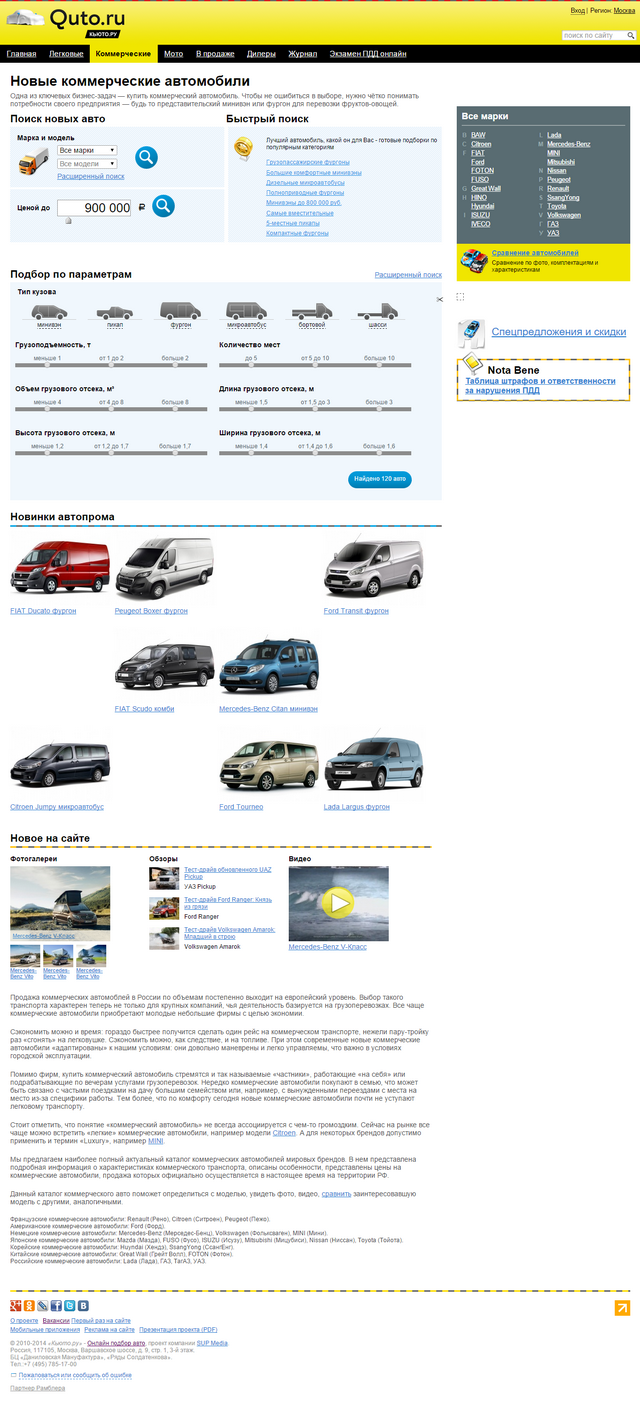 Quto.ru
КЬЮТО.РУ
Вход | Регион: Москва
поиск по сайту
Главная Легковые Коммерческие Мото В продаже Дилеры Журнал Экзамен ПДД онлайн
Новые коммерческие автомобили
Одна из ключевых бизнес-задач — купить коммерческий автомобиль. Чтобы не ошибиться в выборе, нужно чётко понимать
потребности своего предприятия — будь то представительский минивэн или фургон для перевозки фруктов-овощей.
Поиск новых авто
Марка и модель
Все марки
Все модели
Расширенный поиск
Ценой до
900 000
Быстрый поиск
Лучший автомобиль, какой он для Вас - готовые подборки по
популярным категориям
Грузопассажирские фургоны
Большие комфортные минивэны
Дизельные микроавтобусы
Полноприводные фургоны
Минивэны до 800 000 руб.
Самые вместительные
5-местные пикапы
Компактные фургоны
Все марки
B BAW
C Citroen
F FIAT
Ford
FOTON
FUSO
G Great Wall
H HINO
Hyundai
I ISUZU
IVECO
L Lada
M Mercedes-Benz
MINI
Mitsubishi
N Nissan
P Peugeot
R Renault
S SsangYong
T Toyota
V Volkswagen
Г ГАЗ
У УАЗ
Сравнение автомобилей
Сравнение по фото, комплектациям и
характеристикам
Спецпредложения и скидки
Nota Bene
Таблица штрафов и ответственности
за нарушения ПДД
Подбор по параметрам
Расширенный поиск
Тип кузова
минивэн пикап фургон микроавтобус бортовой шасси
Грузоподъемность, т
меньше 1 от 1 до 2 больше 2
Количество мест
до 5 от 5 до 10 больше 10
Объем грузового отсека, м³
меньше 4 от 4 до 8 больше 8
Длина грузового отсека, м
меньше 1,5 от 1,5 до 3 больше 3
Высота грузового отсека, м
меньше 1,2 от 1,2 до 1,7 больше 1,7
Ширина грузового отсека, м
меньше 1,4 от 1,4 до 1,6 больше 1,6
Найдено 120 авто
Новинки автопрома
FIAT Ducato фургон Peugeot Boxer фургон Ford Transit фургон
FIAT Scudo комби Mercedes-Benz Citan минивэн
Citroen Jumpy микроавтобус Ford Tourneo Lada Largus фургон
Новое на сайте
Фотогалереи
Mercedes-Benz V-Класс
Mercedes-
Benz Vito
Mercedes-
Benz Vito
Mercedes-
Benz Vito
Обзоры
Тест-драйв обновленного UAZ
Pickup
УАЗ Pickup
Тест-драйв Ford Ranger: Князь
из грязи
Ford Ranger
Тест-драйв Volkswagen Amarok:
Младший в строю
Volkswagen Amarok
Видео
Mercedes-Benz V-Класс
Продажа коммерческих автомоблей в России по объемам постепенно выходит на европейский уровень. Выбор такого
транспорта характерен теперь не только для крупных компаний, чья деятельность базируется на грузоперевозках. Все чаще
коммерческие автомобили приобретают молодые небольшие фирмы с целью экономии.
Сэкономить можно и время: гораздо быстрее получится сделать один рейс на коммерческом транспорте, нежели пару-тройку
раз «сгонять» на легковушке. Сэкономить можно, как следствие, и на топливе. При этом современные новые коммерческие
автомобили «адаптированы» к нашим условиям: они довольно маневрены и легко управляемы, что важно в условиях
городской эксплуатации.
Помимо фирм, купить коммерческий автомобиль стремятся и так называемые «частники», работающие «на себя» или
подрабатывающие по вечерам услугами грузоперевозок. Нередко коммерческие автомобили покупают в семью, что может
быть связано с частыми поездками на дачу большим семейством или, например, с вынужденными переездами с места на
место из-за специфики работы. Тем более, что по комфорту сегодня новые коммерческие автомобили почти не уступают
легковому транспорту.
Стоит отметить, что понятие «коммерческий автомобиль» не всегда ассоциируется с чем-то громоздким. Сейчас на рынке все
чаще можно встретить «легкие» коммерческие автомобили, например модели Citroen. А для некоторых брендов допустимо
применить и термин «Luxury», например MINI.
Мы предлагаем наиболее полный актуальный каталог коммерческих автомобилей мировых брендов. В нем представлена
подробная информация о характеристиках коммерческого транспорта, описаны особенности, представлены цены на
коммерческие автомобили, продажа которых официально осуществляется в настоящее время на территории РФ.
Данный каталог коммерческого авто поможет определиться с моделью, увидеть фото, видео, сравнить заинтересовавшую
модель с другими, аналогичными.
Французские коммерческие автомобили: Renault (Рено), Citroen (Ситроен), Peugeot (Пежо).
Американские коммерческие автомобили: Ford (Форд).
Немецкие коммерческие автомобили: Mercedes-Benz (Мерседес-Бенц), Volkswagen (Фольксваген), MINI (Мини).
Японские коммерческие автомобили: Mazda (Мазда), FUSO (Фусо), ISUZU (Исузу), Mitsubishi (Мицубиси), Nissan (Ниссан), Toyota (Тойота).
Корейские коммерческие автомобили: Huyndai (Хендэ), SsangYong (СсангЕнг).
Китайские коммерческие автомобили: Great Wall (Грейт Волл), FOTON (Фотон).
Российские коммерческие автомобили: Lada (Лада), ГАЗ, ТагАЗ, УАЗ.
О проекте Вакансии Первый раз на сайте
Мобильные приложения Реклама на сайте Презентация проекта (PDF)
© 2010-2014 «Кьюто.ру» - Онлайн подбор авто, проект компании SUP Media
Россия, 117105, Москва, Варшавское шоссе, д. 9, стр. 1, 3-й этаж.
БЦ «Даниловская Мануфактура», «Ряды Солдатенкова».
Тел.:+7 (495) 785-17-00
Пожаловаться или сообщить об ошибке
Партнер Рамблера